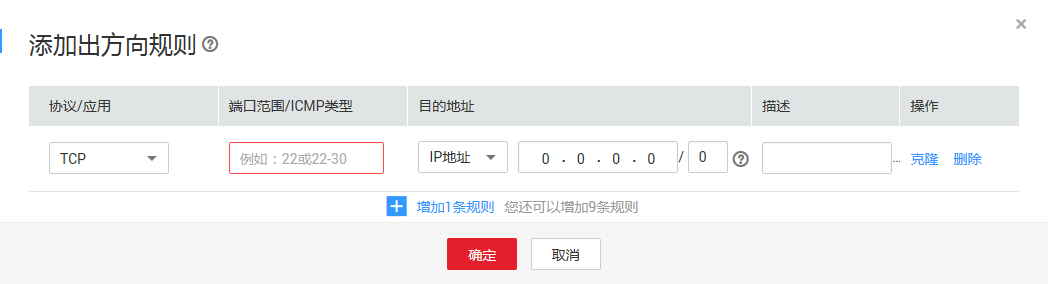 添加出方向规则 ?
×
协议/应用 端口范围/ICMP类型 目的地址 描述 操作
TCP 例如：22或22-30 IP地址 0 . 0 . 0 . 0 / 0 ? ... 克隆 删除
+ 增加1条规则 您还可以增加9条规则
确定 取消